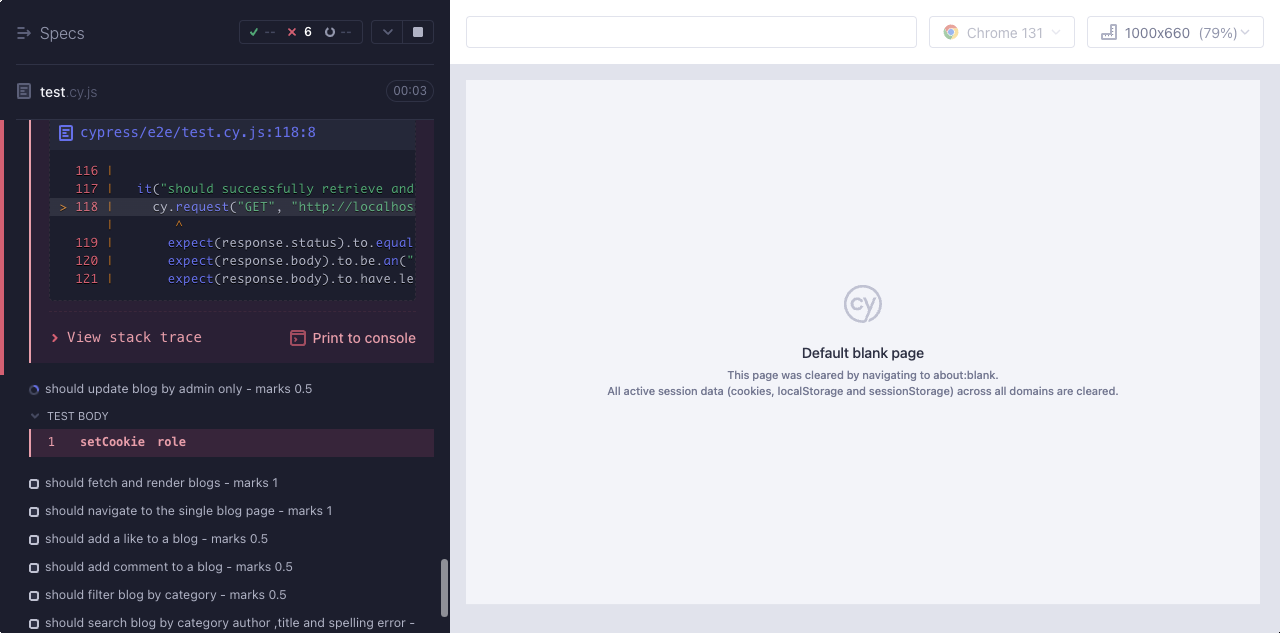 Specs
-- 6 --
test.cy.js 00:03
cypress/e2e/test.cy.js:118:8
116 |
117 | it("should successfully retrieve and
> 118 | cy.request("GET", "http://localhos
| ^
119 | expect(response.status).to.equal
120 | expect(response.body).to.be.an("
121 | expect(response.body).to.have.le
View stack trace Print to console
should update blog by admin only - marks 0.5
TEST BODY
1 setCookie role
should fetch and render blogs - marks 1
should navigate to the single blog page - marks 1
should add a like to a blog - marks 0.5
should add comment to a blog - marks 0.5
should filter blog by category - marks 0.5
should search blog by category author ,title and spelling error -
Chrome 131
1000x660 (79%)
cy
Default blank page
This page was cleared by navigating to about:blank.
All active session data (cookies, localStorage and sessionStorage) across all domains are cleared.